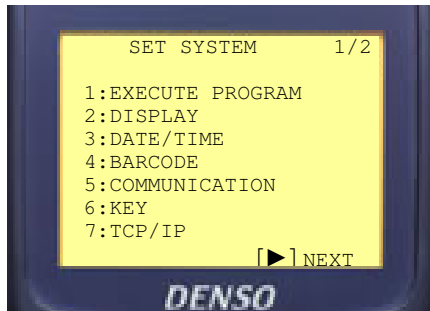 SET SYSTEM 1/2
1:EXECUTE PROGRAM
2:DISPLAY
3:DATE/TIME
4:BARCODE
5:COMMUNICATION
6:KEY
7:TCP/IP
[▶]NEXT
DENSO